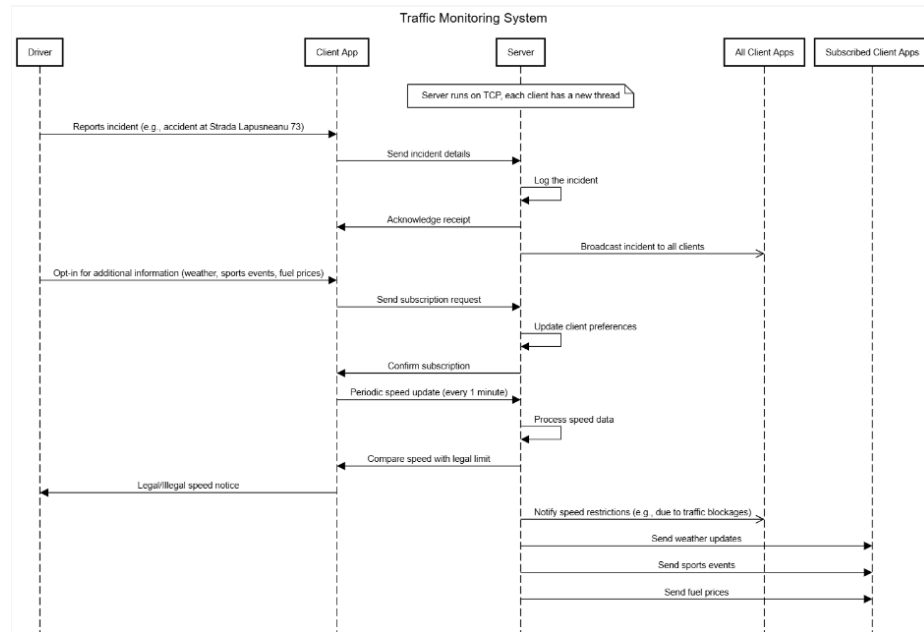 Traffic Monitoring System
Driver
Client App
Server
All Client Apps
Subscribed Client Apps
Server runs on TCP, each client has a new thread
Reports incident (e.g., accident at Strada Lapusneanu 73)
Send incident details
Log the incident
Acknowledge receipt
Broadcast incident to all clients
Opt-in for additional information (weather, sports events, fuel prices)
Send subscription request
Update client preferences
Confirm subscription
Periodic speed update (every 1 minute)
Process speed data
Compare speed with legal limit
Legal/Illegal speed notice
Notify speed restrictions (e.g., due to traffic blockages)
Send weather updates
Send sports events
Send fuel prices